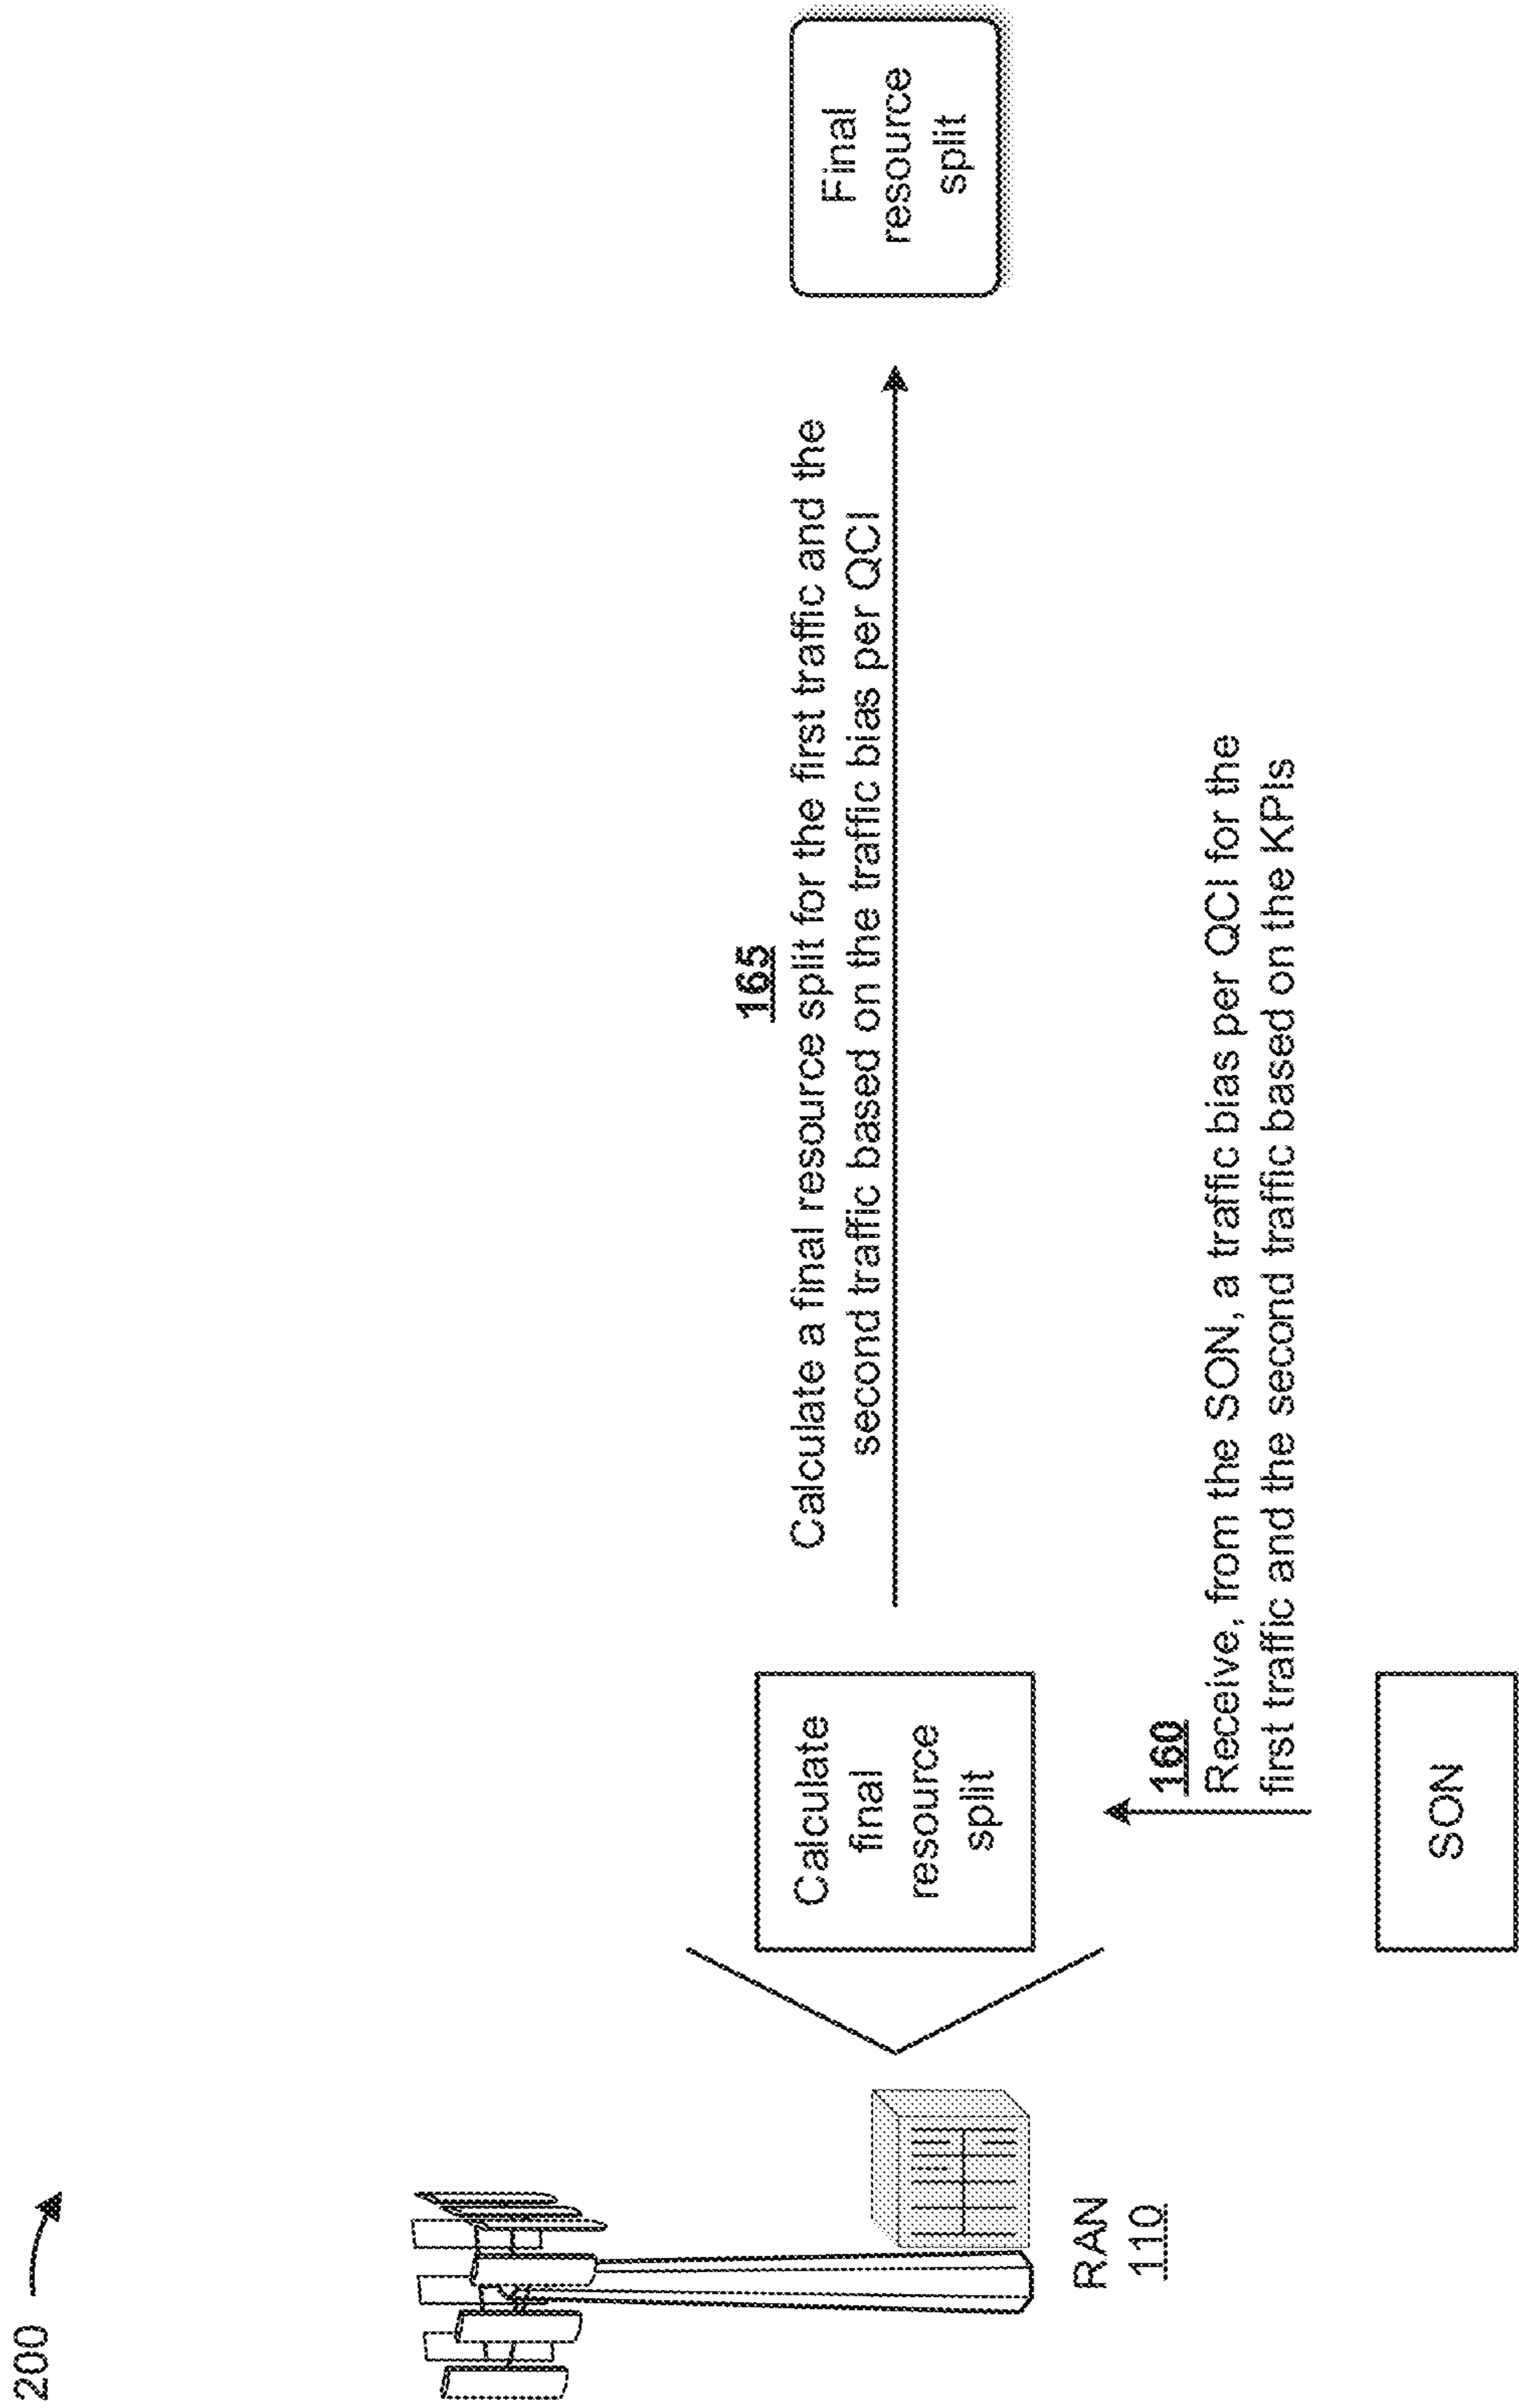 200
165
Calculate a final resource split for the first traffic and the
second traffic based on the traffic bias per QCI
Calculate
final
resource
split
Final
resource
split
160
Receive, from the SON, a traffic bias per QCI for the
first traffic and the second traffic based on the KPIs
RAN
110
SON